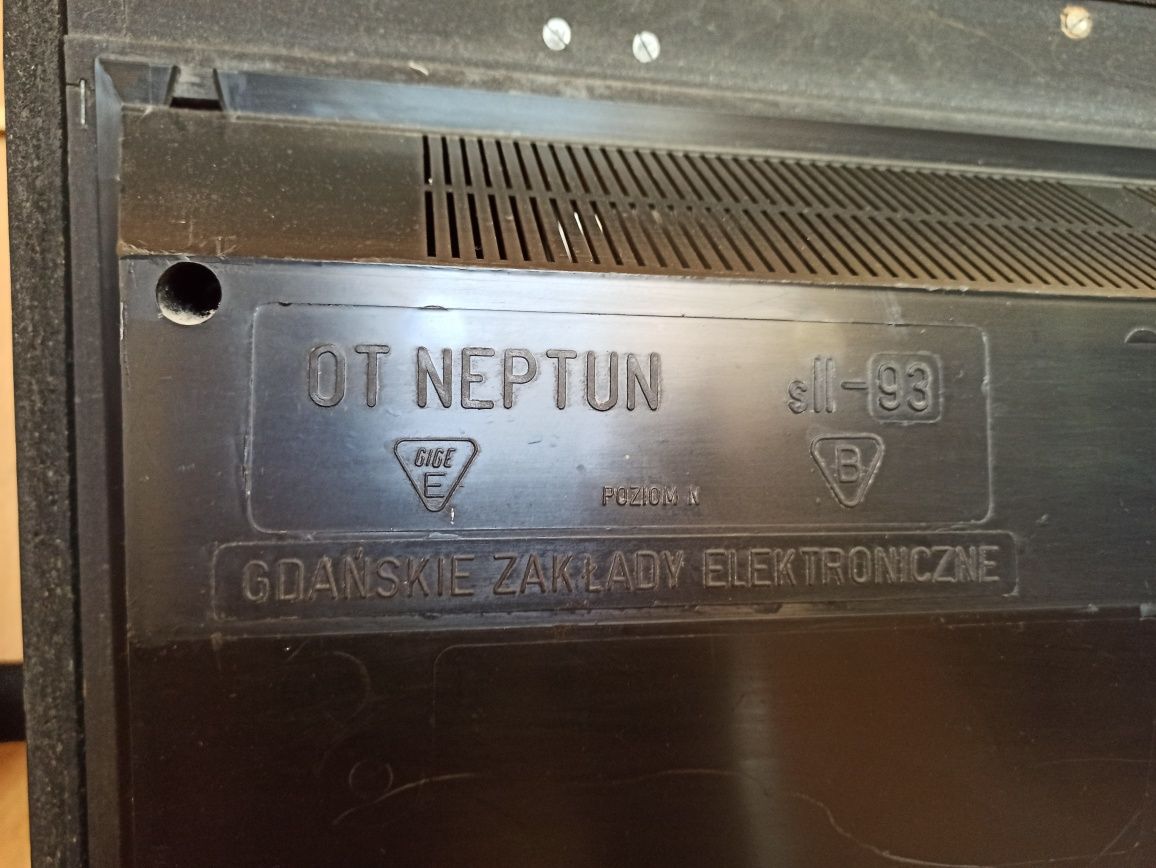 OT NEPTUN sII-93
GIGE
E
B
POZIOM N
GDAŃSKIE ZAKŁADY ELEKTRONICZNE